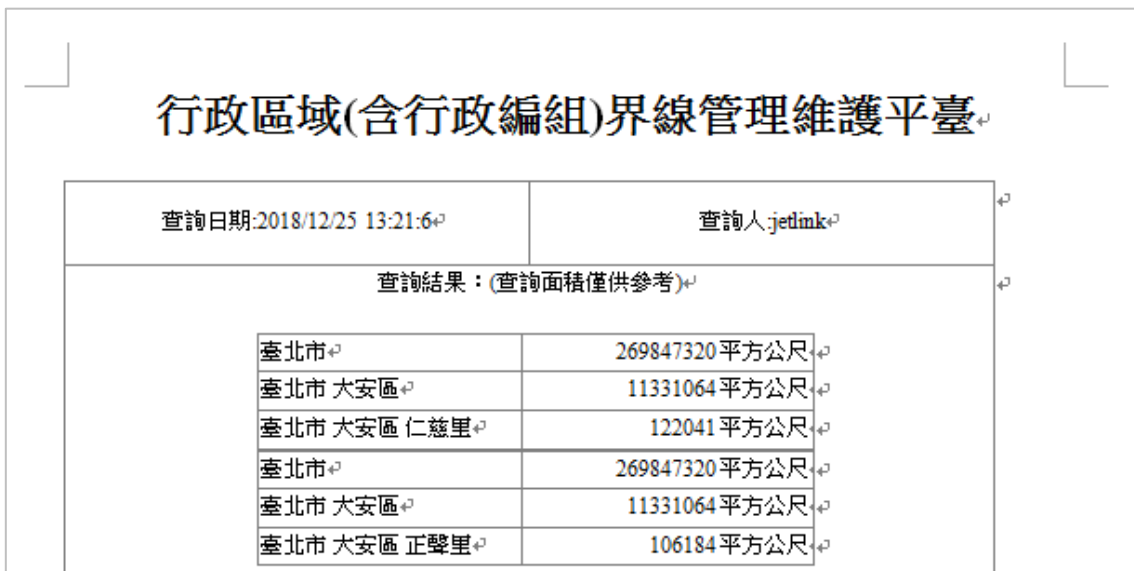 行政區域(含行政編組)界線管理維護平臺
查詢日期:2018/12/25 13:21:6 查詢人:jetlink
查詢結果：(查詢面積僅供參考)
臺北市 269847320平方公尺
臺北市 大安區 11331064平方公尺
臺北市 大安區 仁慈里 122041平方公尺
臺北市 269847320平方公尺
臺北市 大安區 11331064平方公尺
臺北市 大安區 正聲里 106184平方公尺